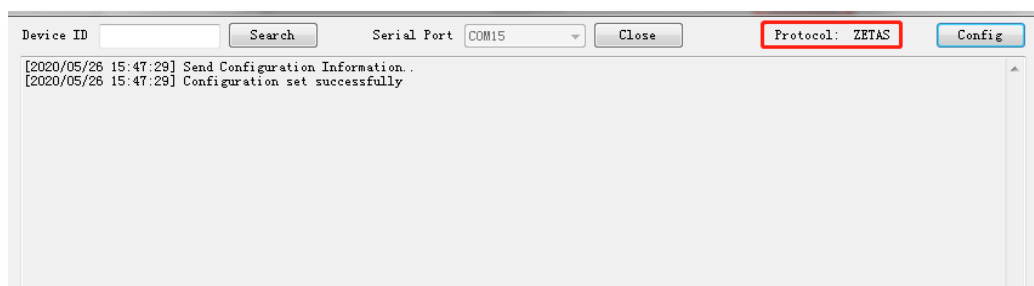 Device ID Search Serial Port COM15 Close Protocol: ZETAS Config
[2020/05/26 15:47:29] Send Configuration Information..
[2020/05/26 15:47:29] Configuration set successfully